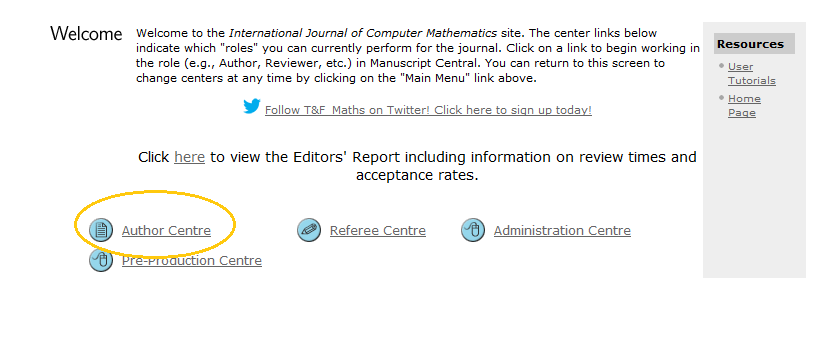 Welcome
Welcome to the International Journal of Computer Mathematics site. The center links below
indicate which "roles" you can currently perform for the journal. Click on a link to begin working in
the role (e.g., Author, Reviewer, etc.) in Manuscript Central. You can return to this screen to
change centers at any time by clicking on the "Main Menu" link above.
Follow T&F_Maths on Twitter! Click here to sign up today!
Click here to view the Editors' Report including information on review times and
acceptance rates.
Author Centre
Referee Centre
Administration Centre
Pre-Production Centre
Resources
User
Tutorials
Home
Page